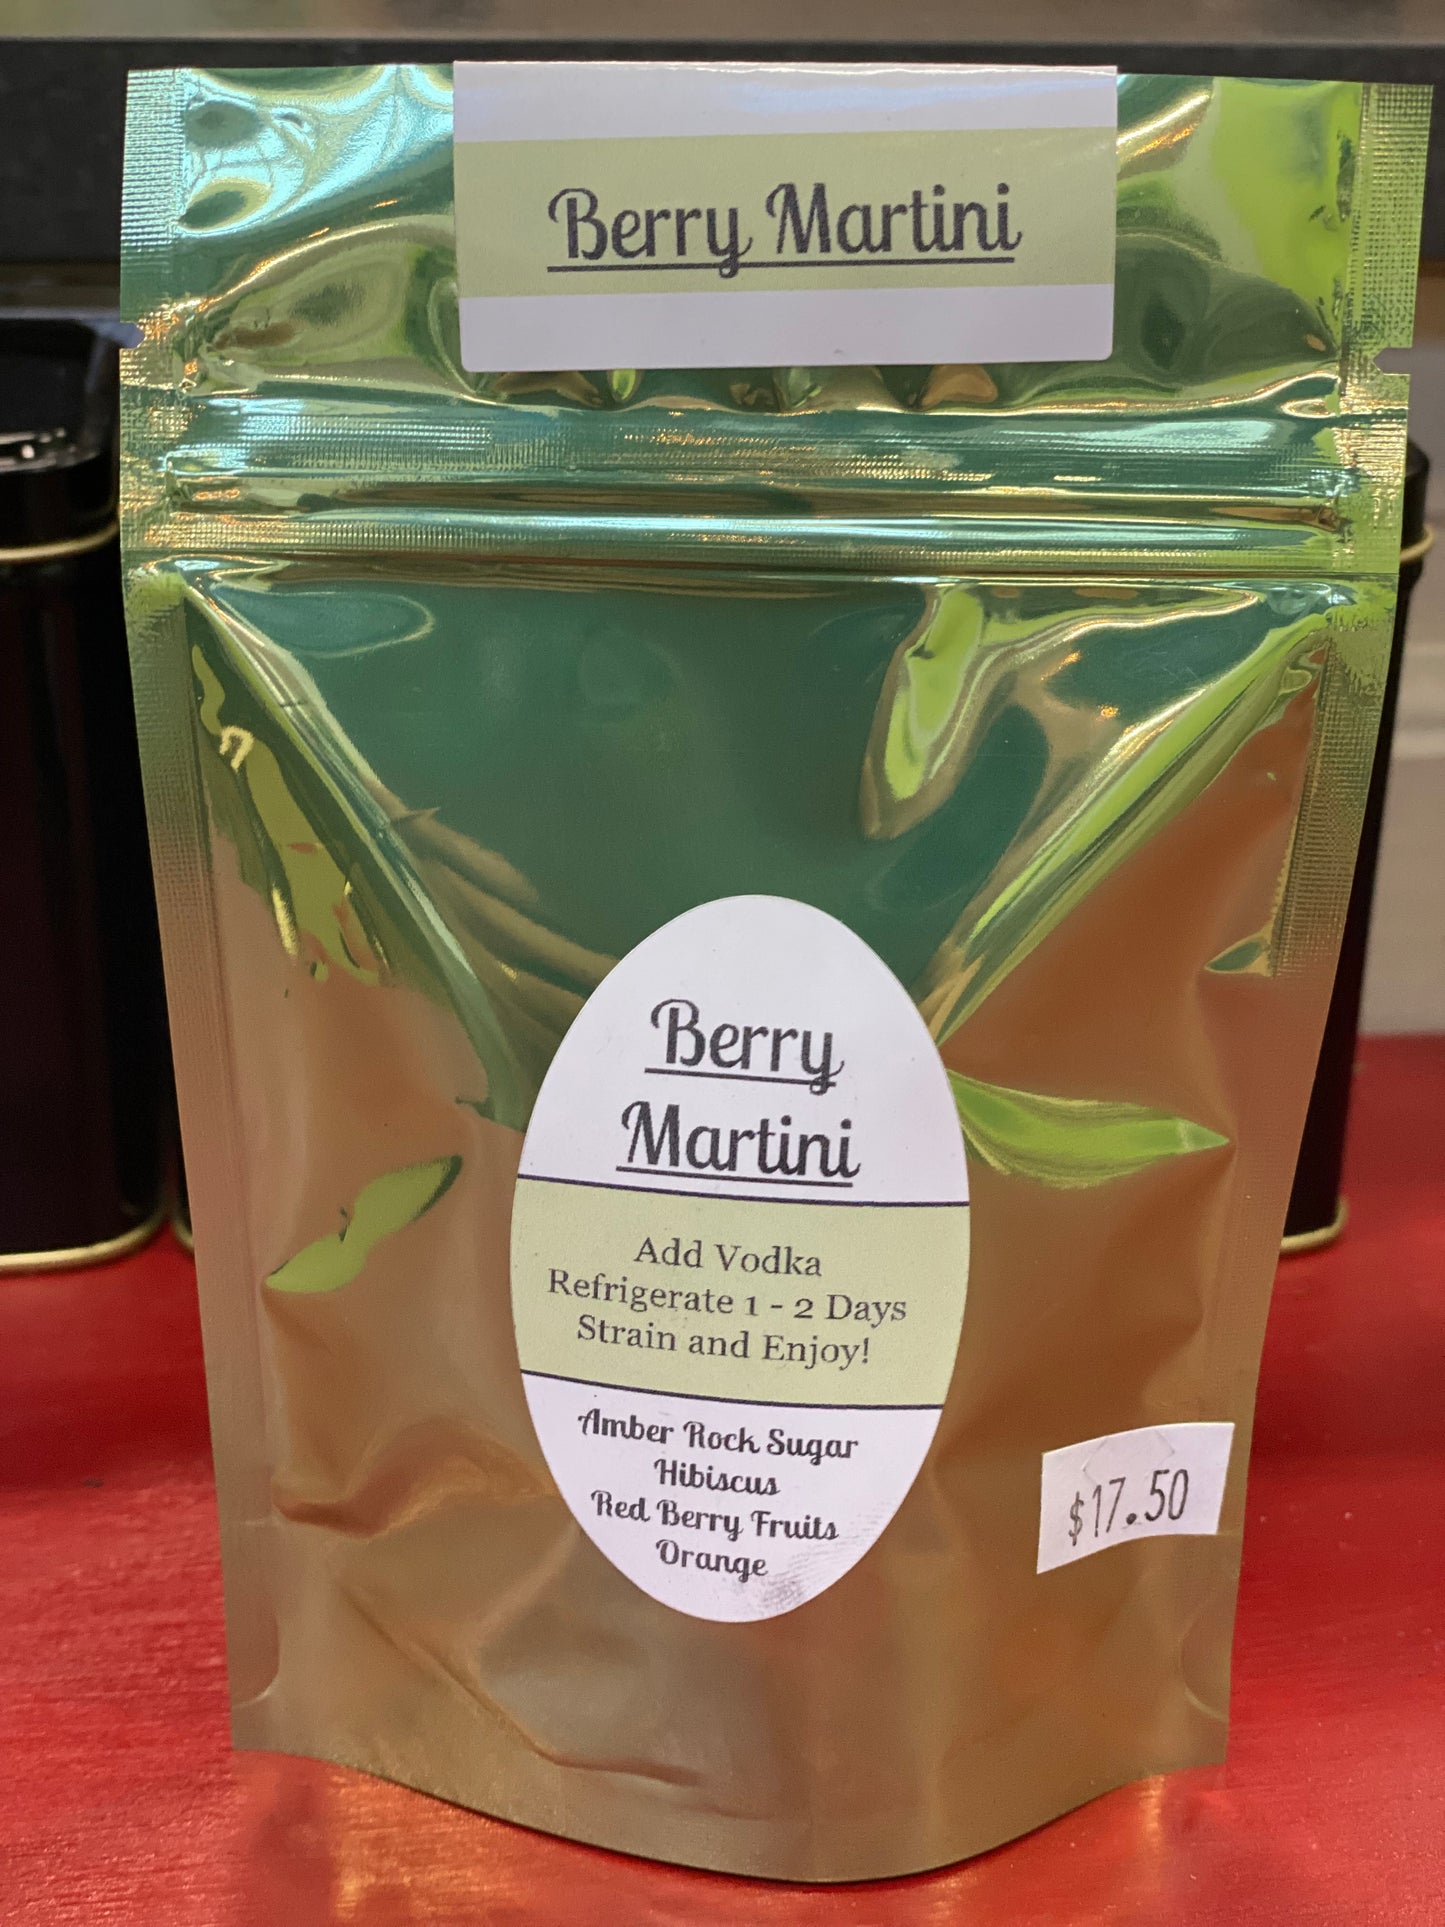 Berry Martini
Berry
Martini
Add Vodka
Refrigerate 1 - 2 Days
Strain and Enjoy!
Amber Rock Sugar
Hibiscus
Red Berry Fruits
Orange
$17.50